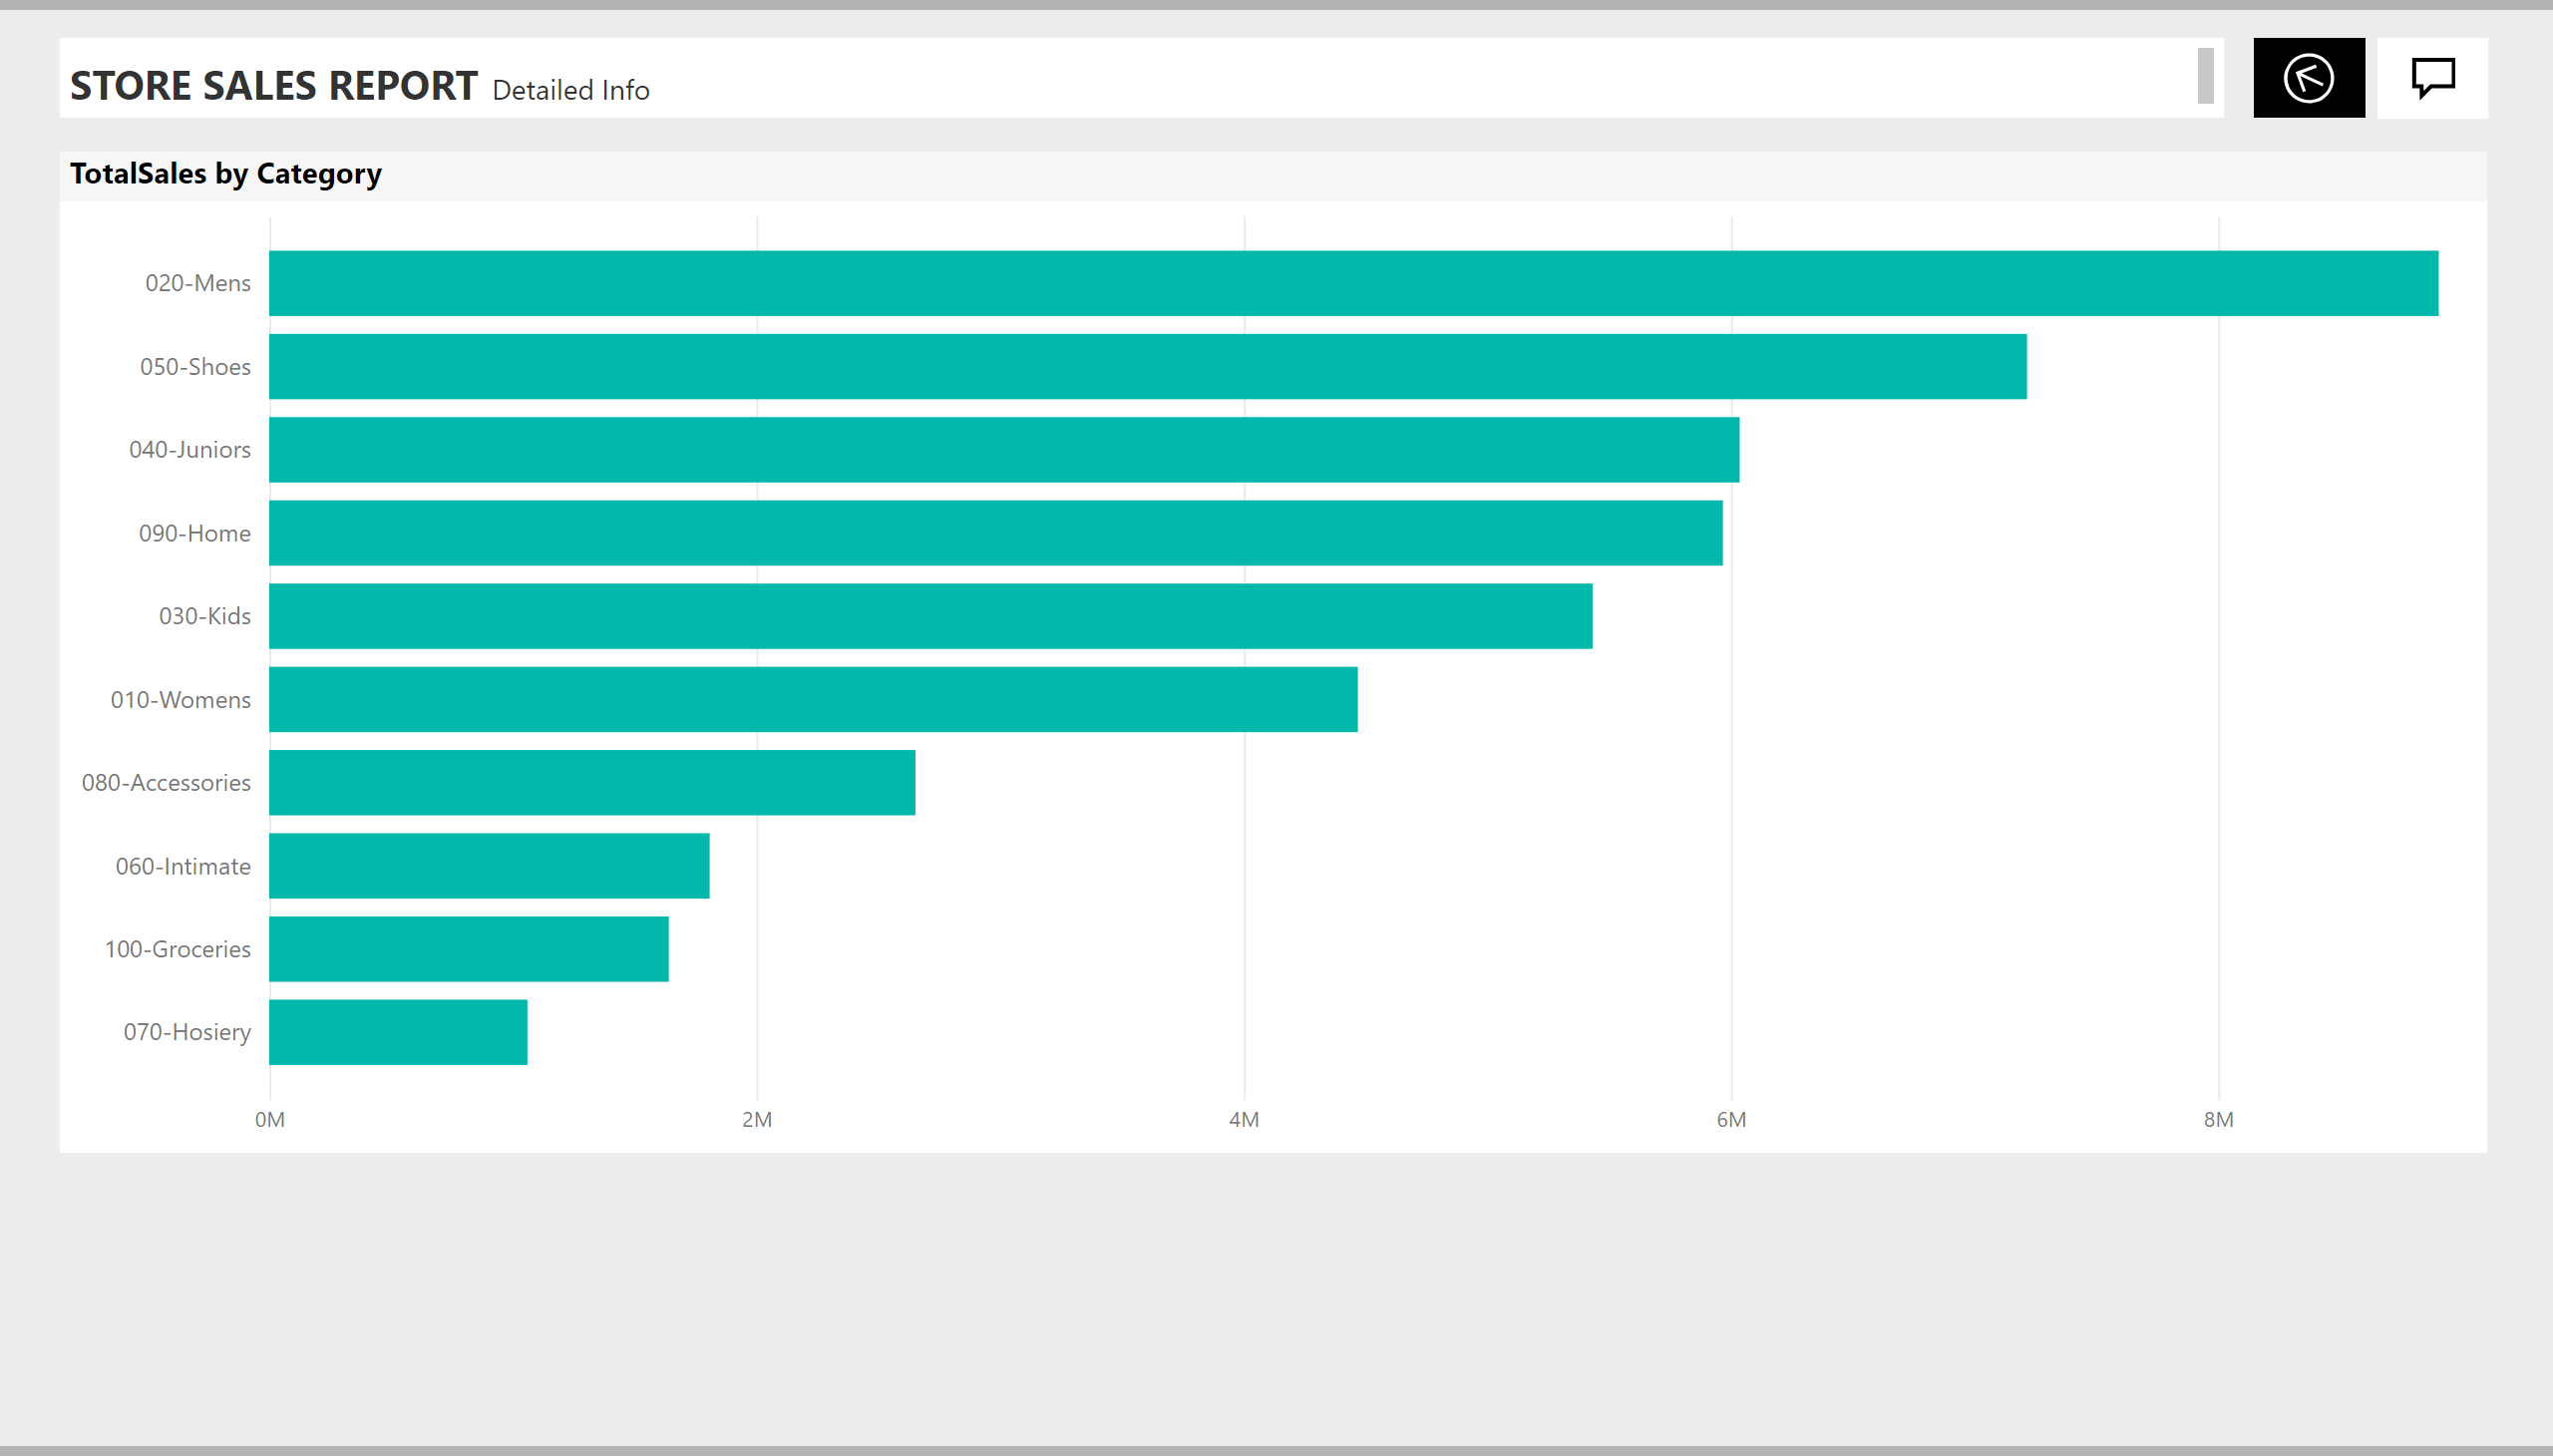 STORE SALES REPORT Detailed Info
TotalSales by Category
020-Mens
050-Shoes
040-Juniors
090-Home
030-Kids
010-Womens
080-Accessories
060-Intimate
100-Groceries
070-Hosiery
0M 2M 4M 6M 8M